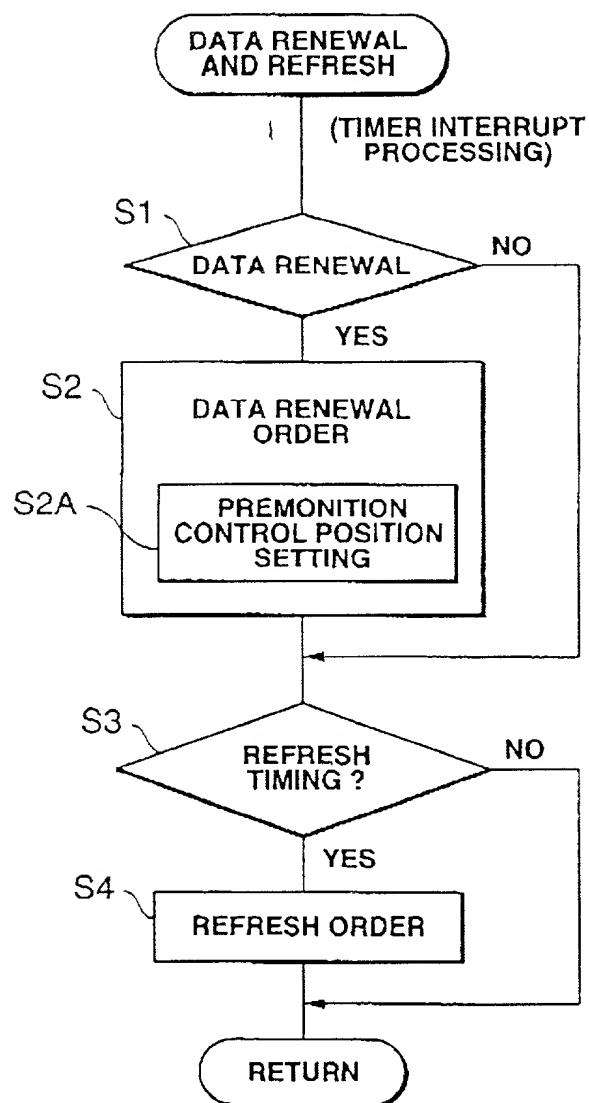 DATA RENEWAL
AND REFRESH
(TIMER INTERRUPT
PROCESSING)
S1
DATA RENEWAL
NO
YES
S2
DATA RENEWAL
ORDER
S2A
PREMONITION
CONTROL POSITION
SETTING
S3
REFRESH
TIMING ?
NO
YES
S4
REFRESH ORDER
RETURN